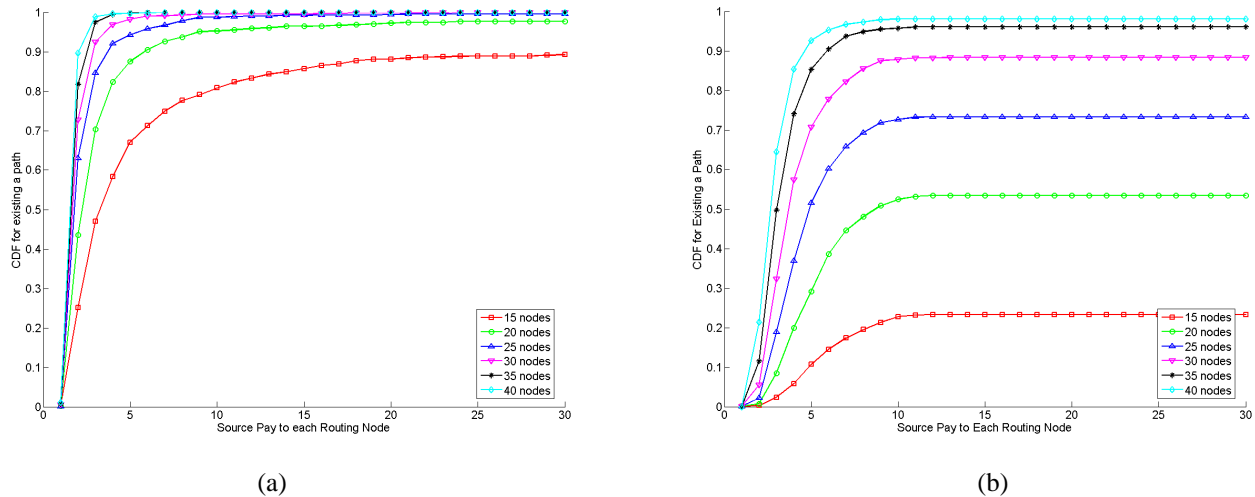 1
0.9
0.8
0.7
0.6
0.5
0.4
0.3
0.2
0.1
0
CDF for existing a path
0 5 10 15 20 25 30
Source Pay to each Routing Node
15 nodes
20 nodes
25 nodes
30 nodes
35 nodes
40 nodes
(a)
1
0.9
0.8
0.7
0.6
0.5
0.4
0.3
0.2
0.1
0
CDF for Existing a Path
0 5 10 15 20 25 30
Source Pay to Each Routing Node
15 nodes
20 nodes
25 nodes
30 nodes
35 nodes
40 nodes
(b)